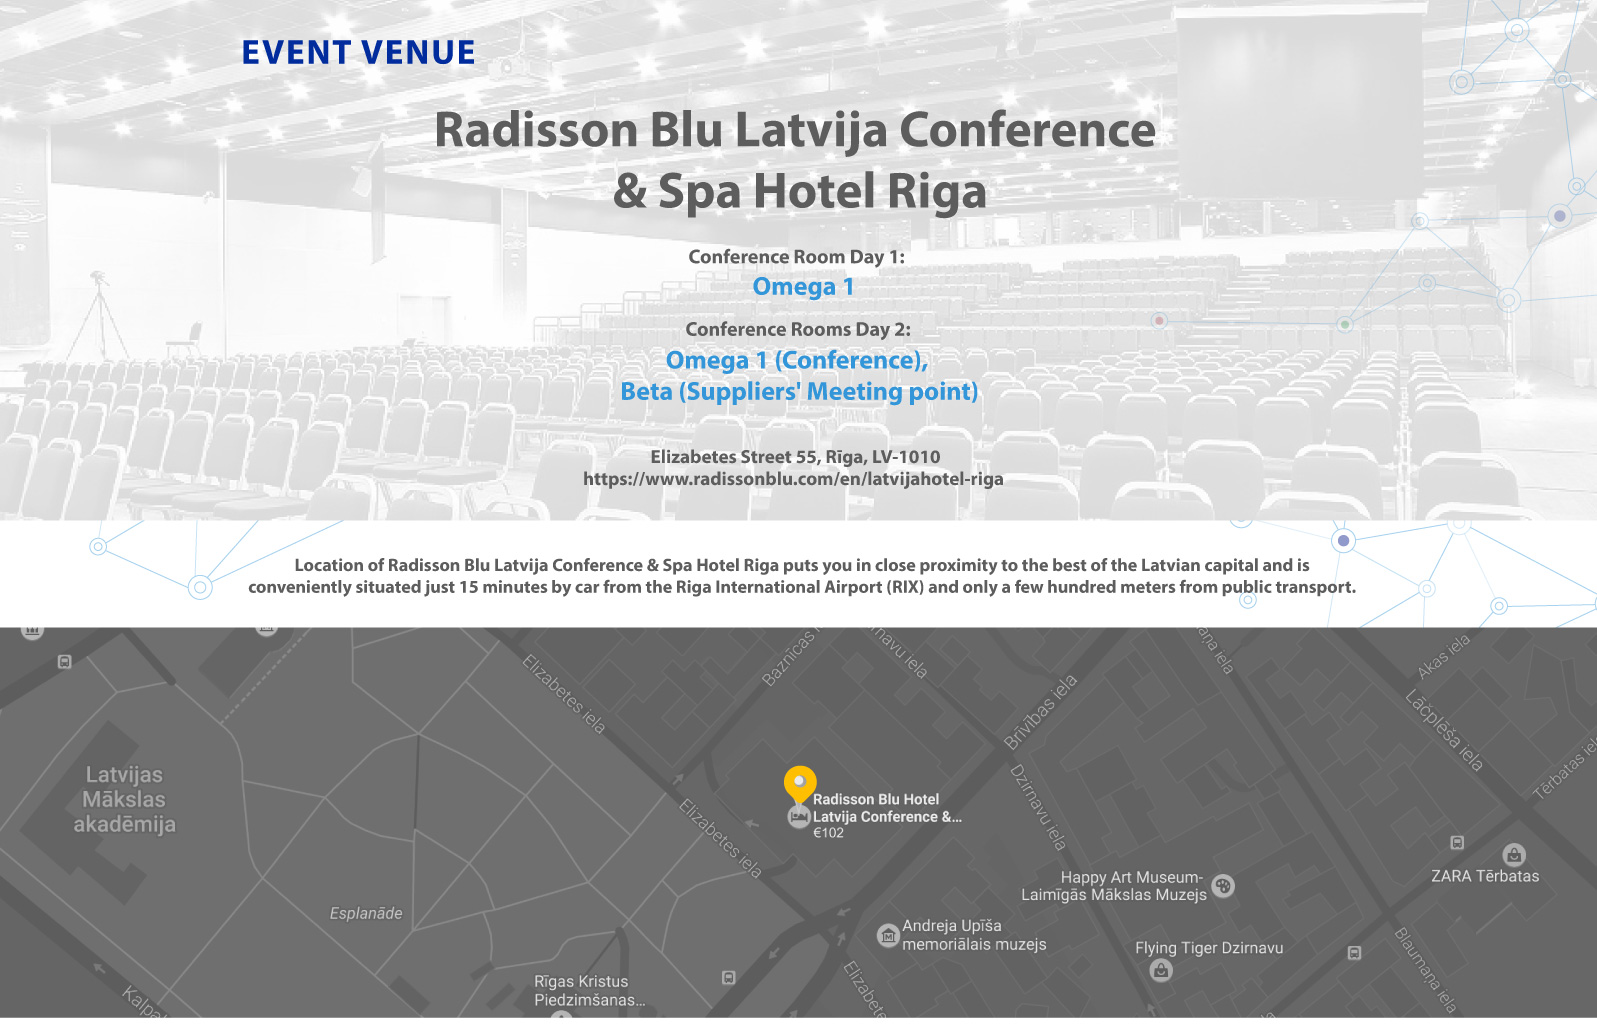 EVENT VENUE
Radisson Blu Latvija Conference
& Spa Hotel Riga
Conference Room Day 1:
Omega 1
Conference Rooms Day 2:
Omega 1 (Conference),
Beta (Suppliers' Meeting point)
Elizabetes Street 55, Rīga, LV-1010
https://www.radissonblu.com/en/latvijahotel-riga
Location of Radisson Blu Latvija Conference & Spa Hotel Riga puts you in close proximity to the best of the Latvian capital and is
conveniently situated just 15 minutes by car from the Riga International Airport (RIX) and only a few hundred meters from public transport.
Elizabetes iela
Baznīcas i
rnavu iela
ana iela
Akas iela
Brīvības iela
Lāčplēša iela
Tērbatas iel
Latvijas
Mākslas
akadēmija
Radisson Blu Hotel
Latvija Conference &...
€102
Elizabetes iela
Dzirnavu iela
ZARA Tērbatas
Happy Art Museum-
Laimīgās Mākslas Muzejs
Esplanāde
Andreja Upīša
memoriālais muzejs
Flying Tiger Dzirnavu
Blaumaņa iela
Rīgas Kristus
Piedzimšanas...
Elizabete
Kalpa